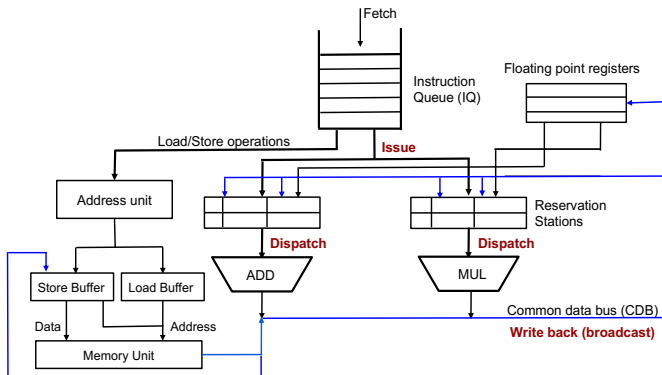 Fetch
Instruction
Queue (IQ)
Floating point registers
Load/Store operations
Issue
Address unit
Reservation
Stations
Dispatch
Dispatch
ADD
MUL
Store Buffer
Load Buffer
Common data bus (CDB)
Data
Address
Write back (broadcast)
Memory Unit